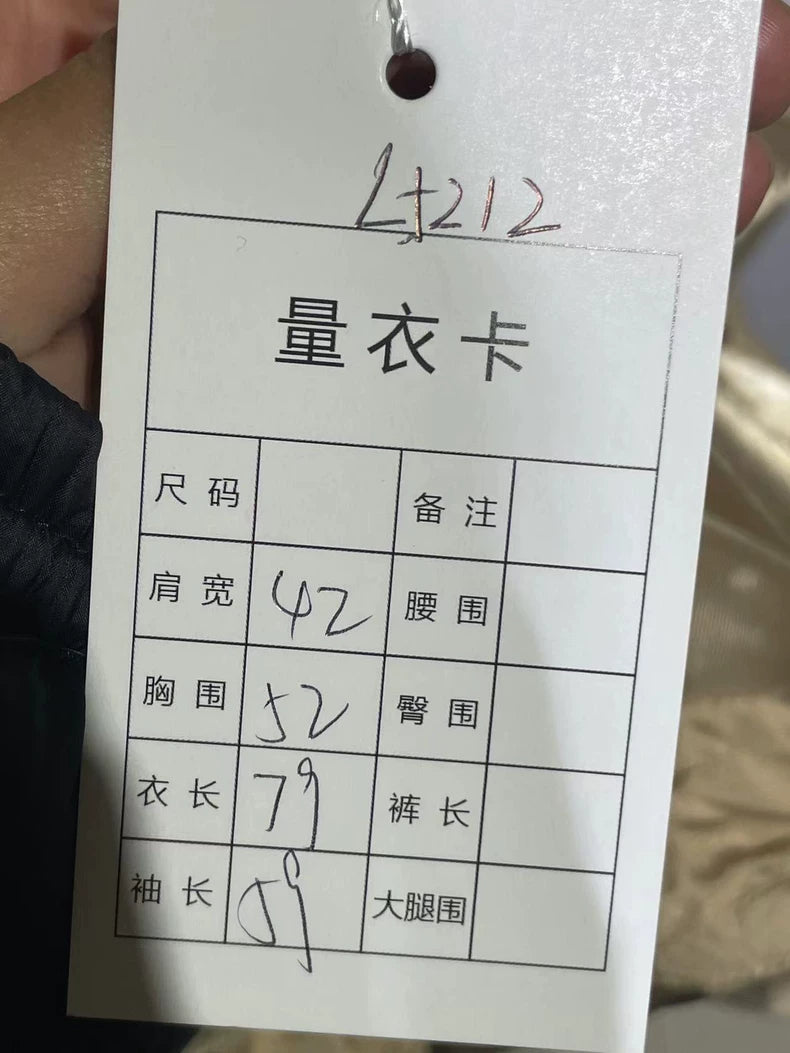 Lt212
量衣卡
尺码 备注
肩宽 42 腰围
胸围 52 臀围
衣长 79 裤长
袖长 59 大腿围